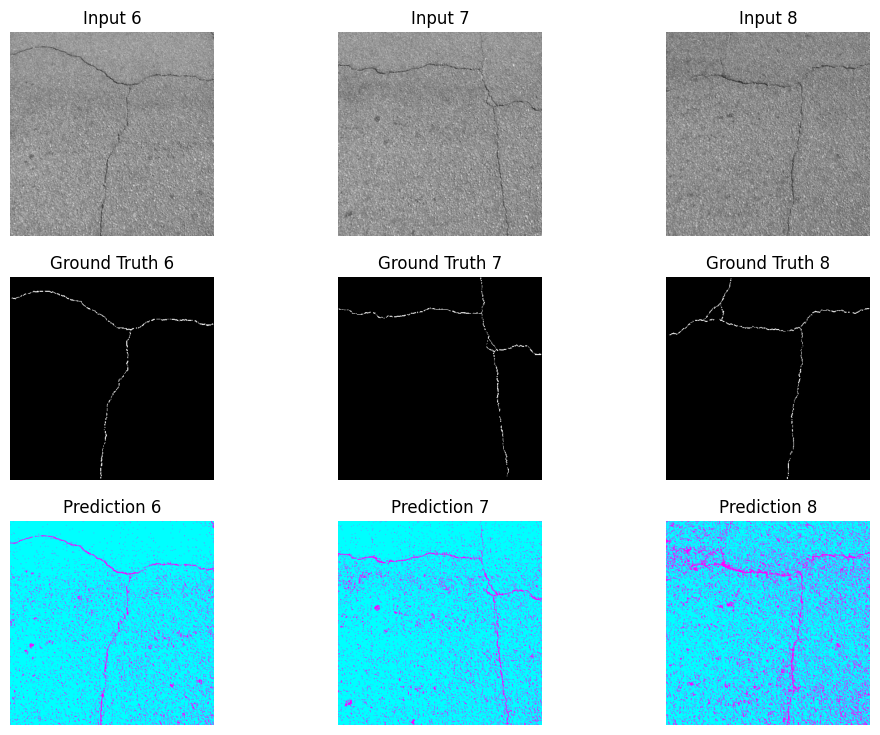 Input 6
Input 7
Input 8
Ground Truth 6
Ground Truth 7
Ground Truth 8
Prediction 6
Prediction 7
Prediction 8